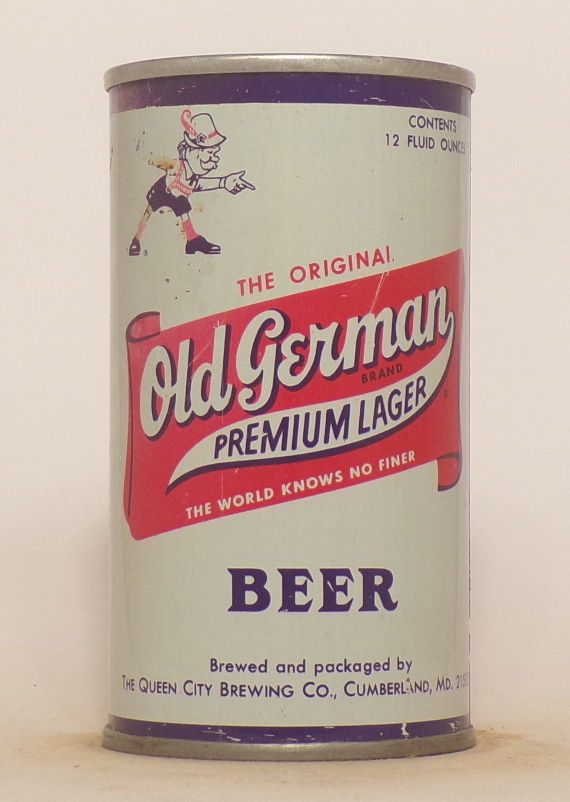 CONTENTS
12 FLUID OUNCES
THE ORIGINAL
Old German
BRAND
PREMIUM LAGER
THE WORLD KNOWS NO FINER
BEER
Brewed and packaged by
THE QUEEN CITY BREWING CO., CUMBERLAND, MD.